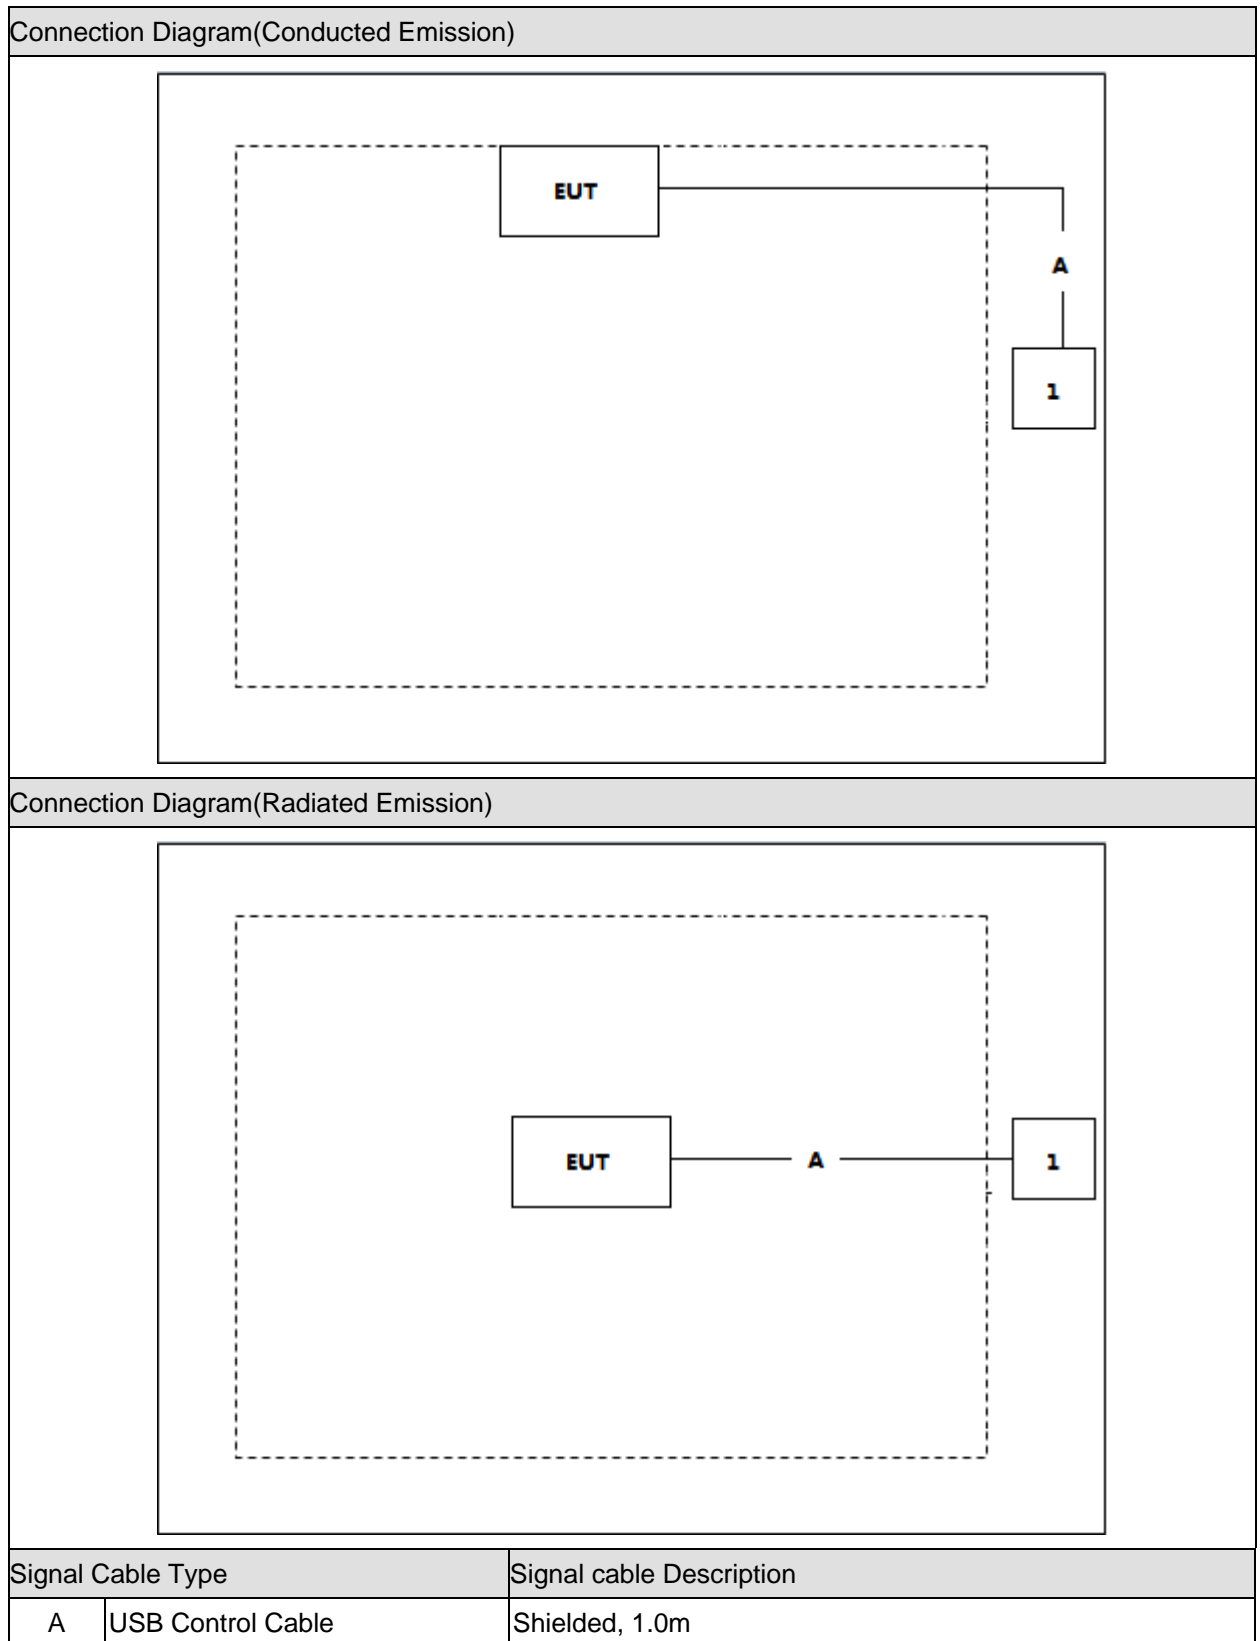 Connection Diagram(Conducted Emission)
EUT
A
1
Connection Diagram(Radiated Emission)
EUT A 1
Signal Cable Type Signal cable Description
A USB Control Cable Shielded, 1.0m